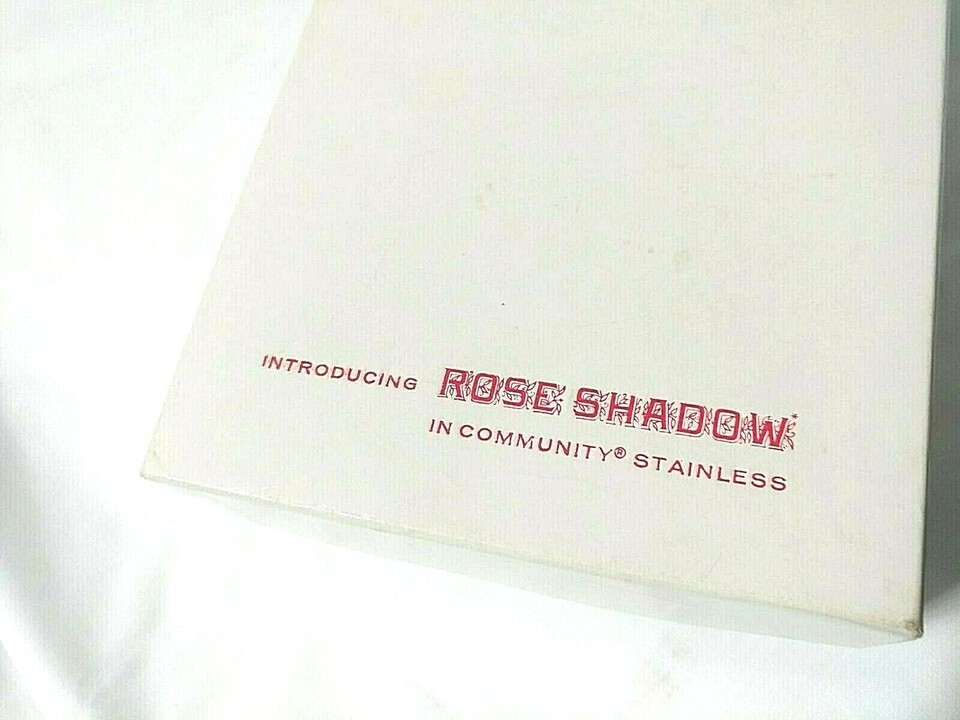 INTRODUCING ROSE SHADOW*
IN COMMUNITY® STAINLESS